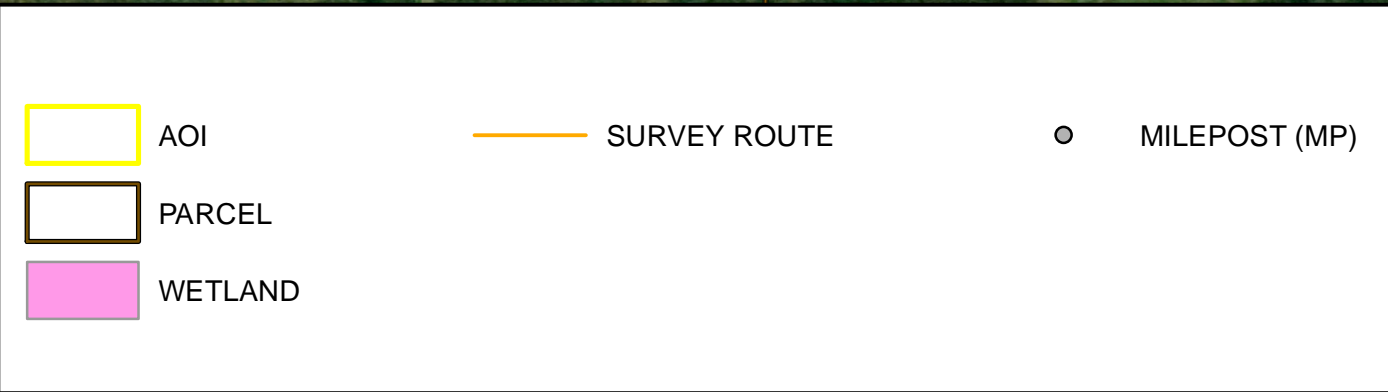 AOI
SURVEY ROUTE
MILEPOST (MP)
PARCEL
WETLAND